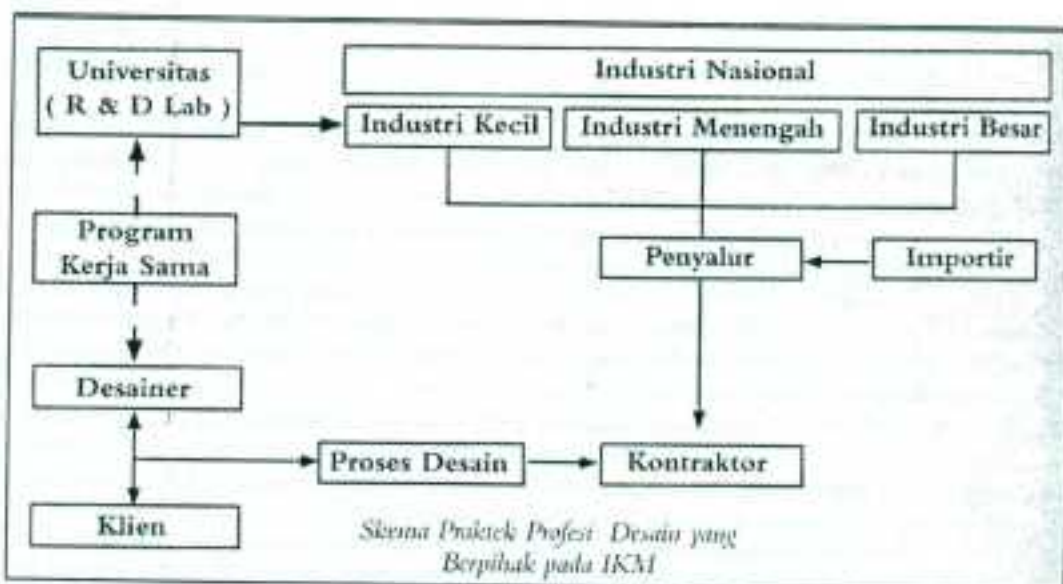 Universitas
( R & D Lab )
Industri Nasional
Industri Kecil
Industri Menengah
Industri Besar
Program
Kerja Sama
Penyalur
Importir
Desainer
Proses Desain
Kontraktor
Klien
Skema Praktek Profesi Desain yang
Berpihak pada IKM